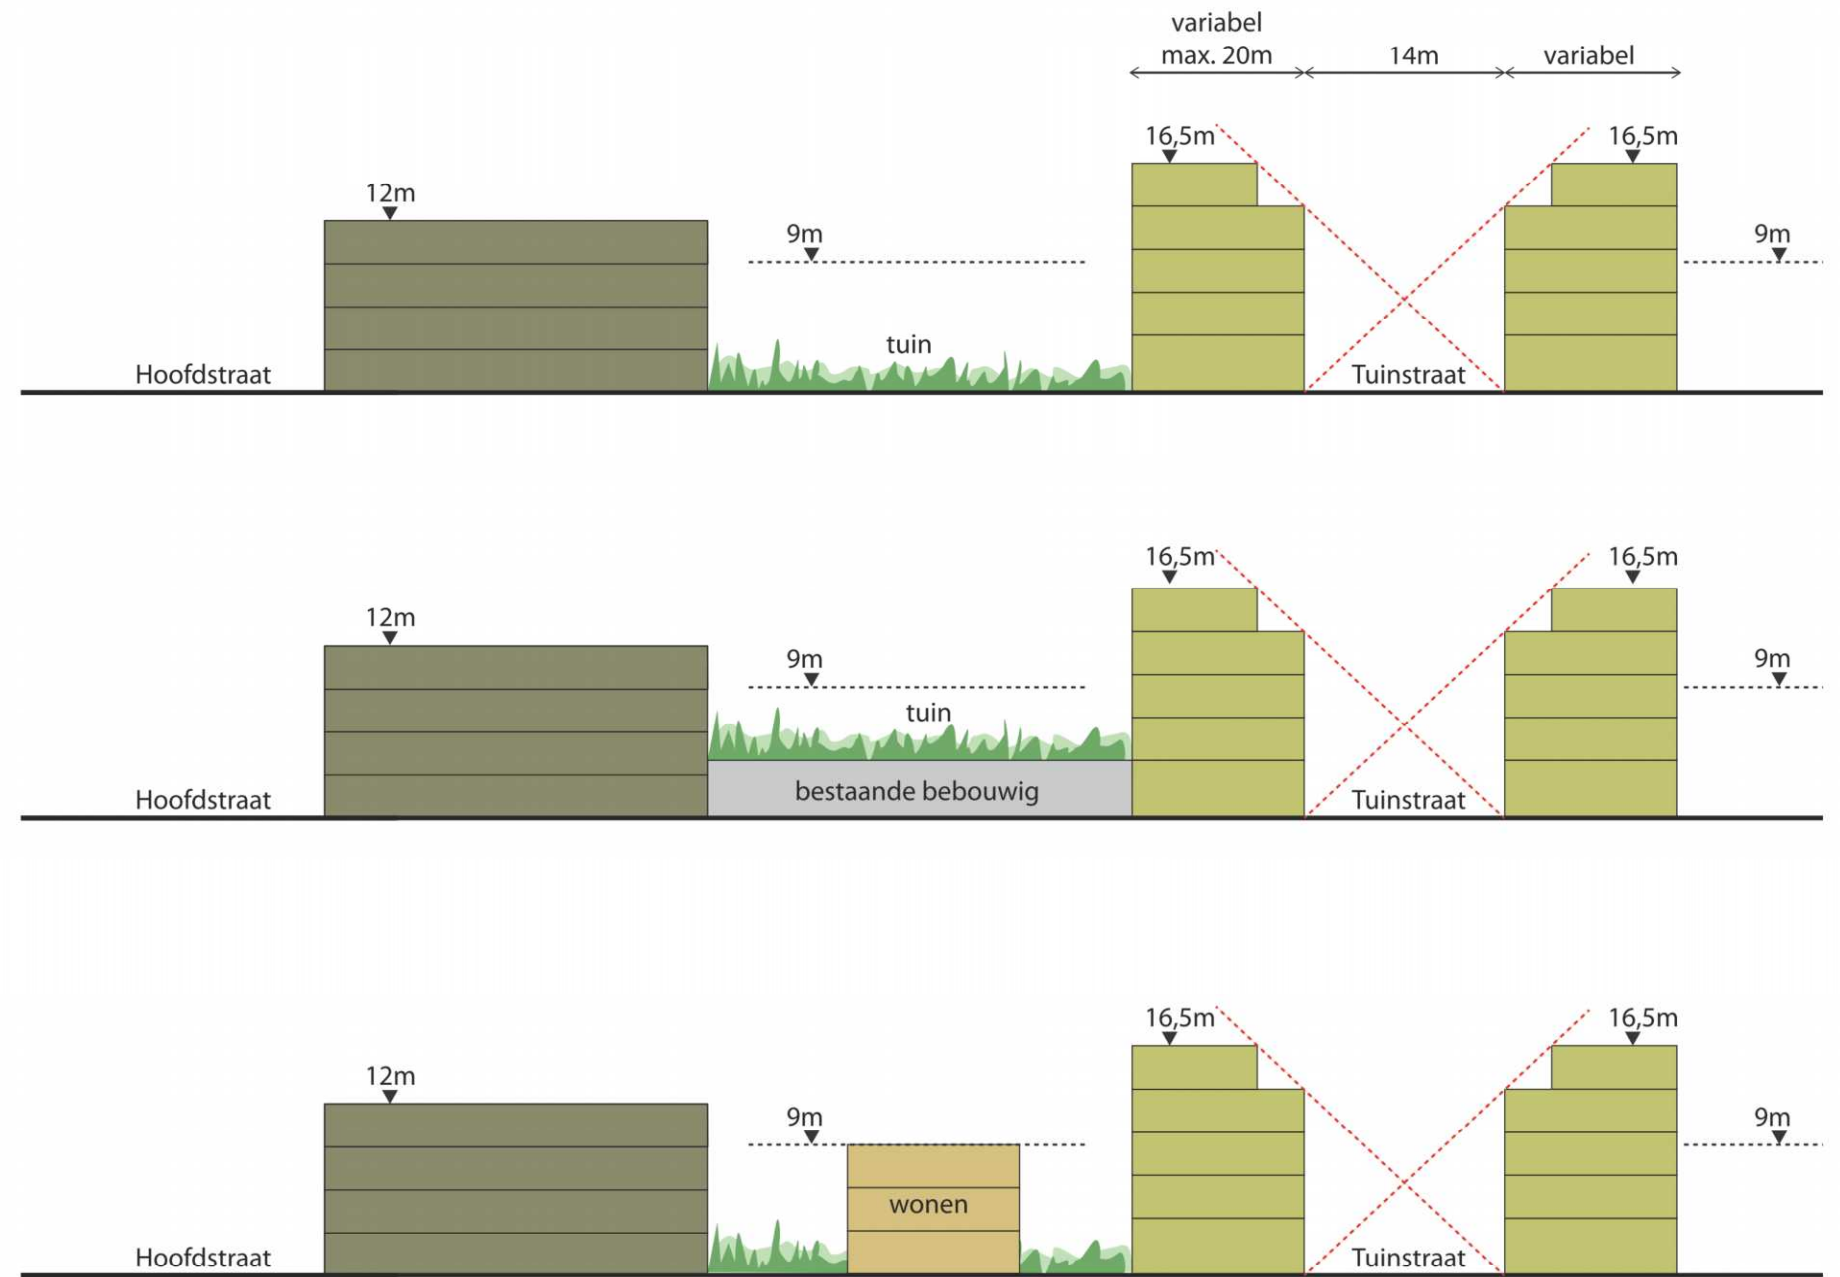 variabel
max. 20m
14m
variabel
16,5m
16,5m
12m
9m
9m
tuin
Hoofdstraat
Tuinstraat
16,5m
16,5m
12m
9m
9m
tuin
bestaande bebouwig
Hoofdstraat
Tuinstraat
16,5m
16,5m
12m
9m
9m
wonen
Hoofdstraat
Tuinstraat